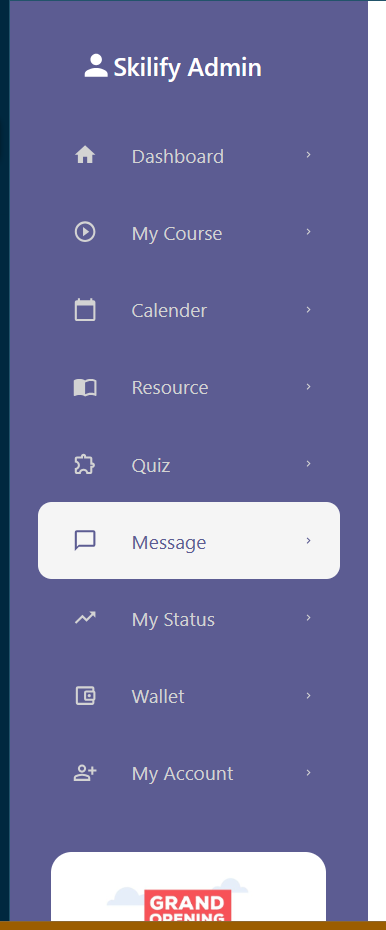 Skilify Admin
Dashboard
My Course
Calender
Resource
Quiz
Message
My Status
Wallet
My Account
GRAND
OPENING